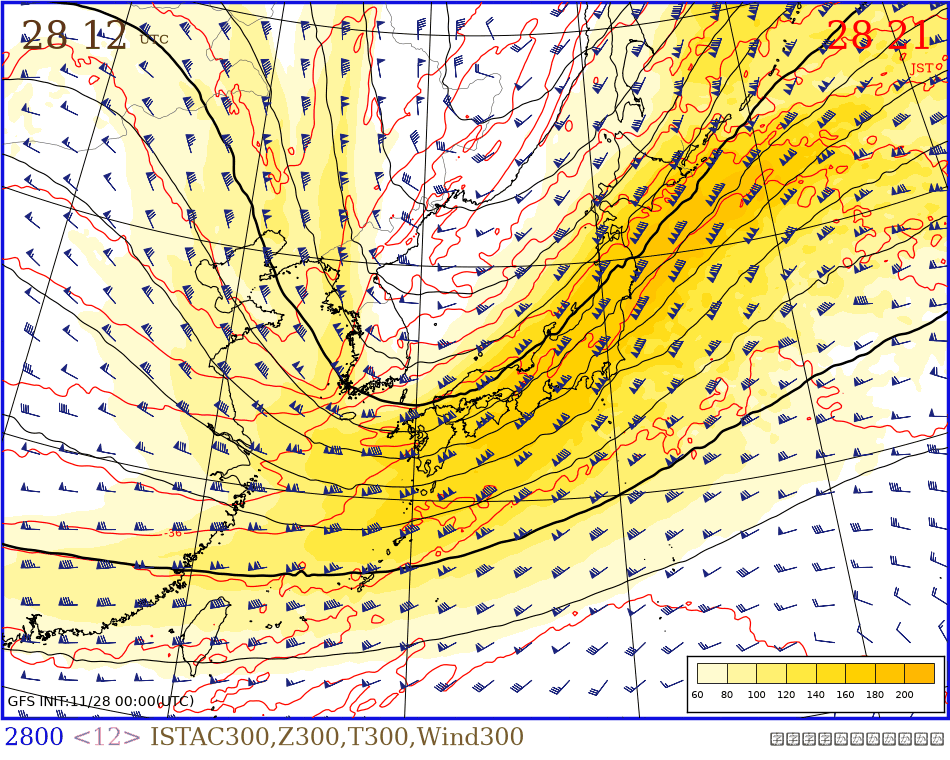 28 12 UTC
28 21 JST
-36
60 80 100 120 140 160 180 200
GFS INIT:11/28 00:00(UTC)
2800 <12> ISTAC300,Z300,T300,Wind300